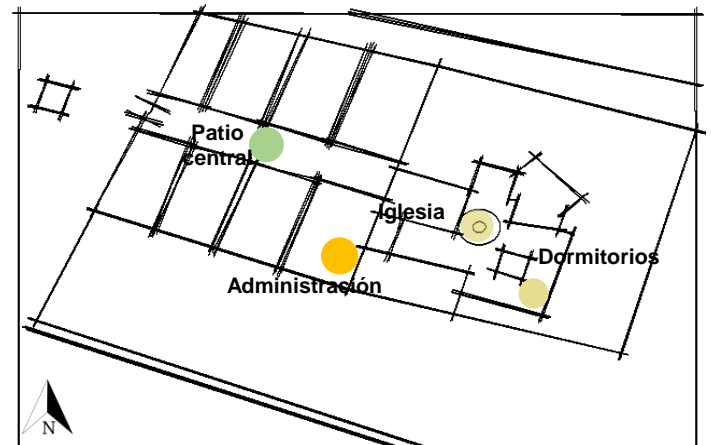 Patio
central
Iglesia
Dormitorios
Administración
N